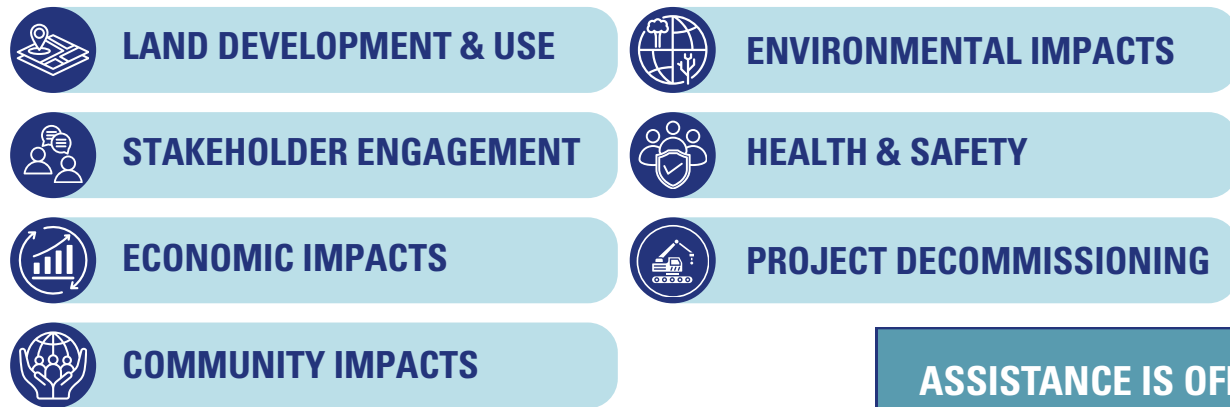 LAND DEVELOPMENT & USE
STAKEHOLDER ENGAGEMENT
ECONOMIC IMPACTS
COMMUNITY IMPACTS
ENVIRONMENTAL IMPACTS
HEALTH & SAFETY
PROJECT DECOMMISSIONING
ASSISTANCE IS